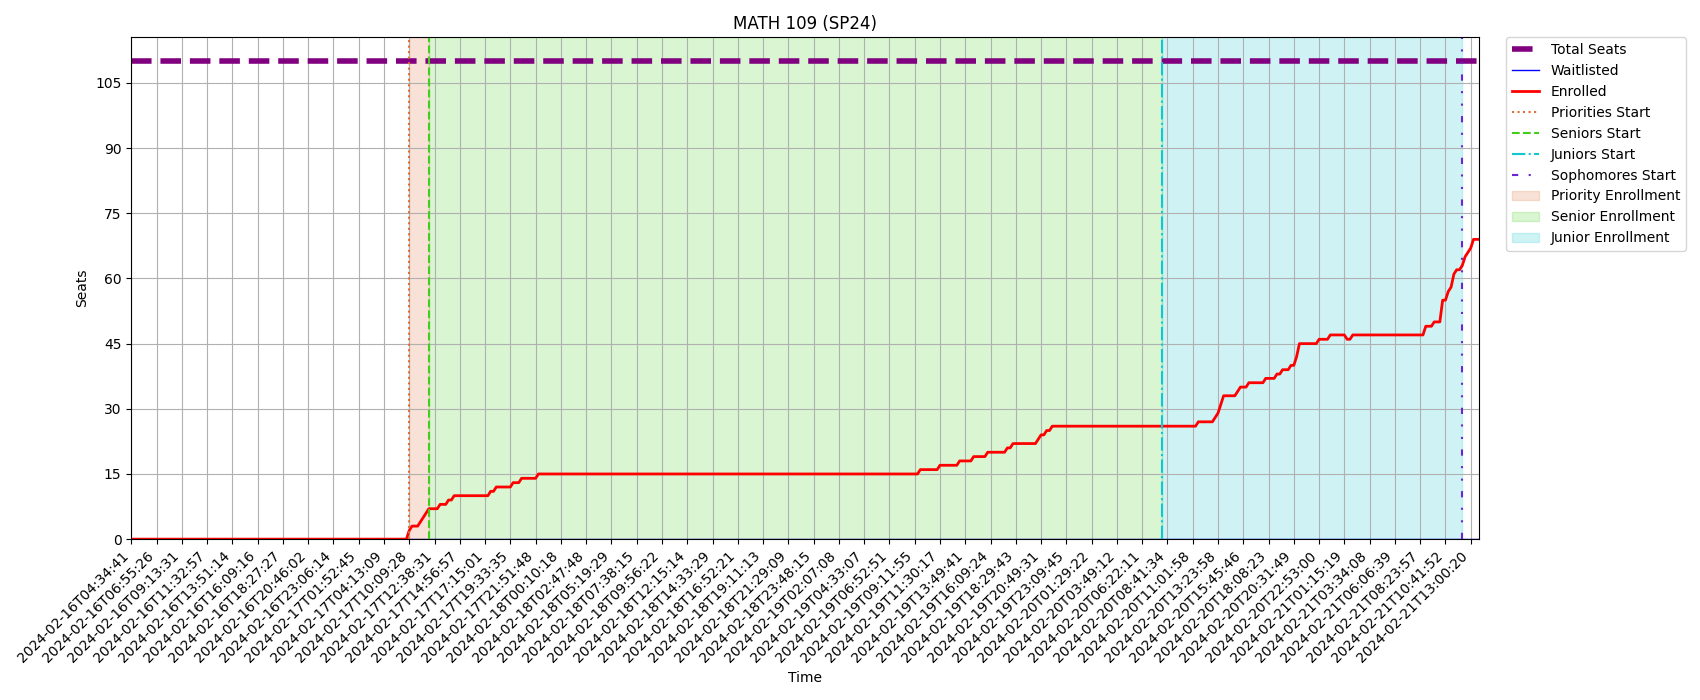 MATH 109 (SP24)
Total Seats
Waitlisted
Enrolled
Priorities Start
Seniors Start
Juniors Start
Sophomores Start
Priority Enrollment
Senior Enrollment
Junior Enrollment
Seats
105
90
75
60
45
30
15
0
2024-02-16T04:34:41
2024-02-16T06:55:26
2024-02-16T09:13:31
2024-02-16T11:32:57
2024-02-16T13:51:14
2024-02-16T16:09:16
2024-02-16T18:27:27
2024-02-16T20:46:02
2024-02-16T23:06:14
2024-02-17T01:52:45
2024-02-17T04:13:09
2024-02-17T10:09:28
2024-02-17T12:38:31
2024-02-17T14:56:57
2024-02-17T17:15:01
2024-02-17T19:33:35
2024-02-17T21:51:48
2024-02-18T00:10:18
2024-02-18T02:47:48
2024-02-18T05:19:29
2024-02-18T07:38:15
2024-02-18T09:56:22
2024-02-18T12:15:14
2024-02-18T14:33:29
2024-02-18T16:52:21
2024-02-18T19:11:13
2024-02-18T21:29:09
2024-02-18T23:48:15
2024-02-19T02:07:08
2024-02-19T04:33:07
2024-02-19T06:52:51
2024-02-19T09:11:55
2024-02-19T11:30:17
2024-02-19T13:49:41
2024-02-19T16:09:24
2024-02-19T18:29:43
2024-02-19T20:49:31
2024-02-19T23:09:45
2024-02-20T01:29:22
2024-02-20T03:49:12
2024-02-20T06:22:11
2024-02-20T08:41:34
2024-02-20T11:01:58
2024-02-20T13:23:58
2024-02-20T15:45:46
2024-02-20T18:08:23
2024-02-20T20:31:49
2024-02-20T22:53:00
2024-02-21T01:15:19
2024-02-21T03:34:08
2024-02-21T06:06:39
2024-02-21T08:23:57
2024-02-21T10:41:52
2024-02-21T13:00:20
Time